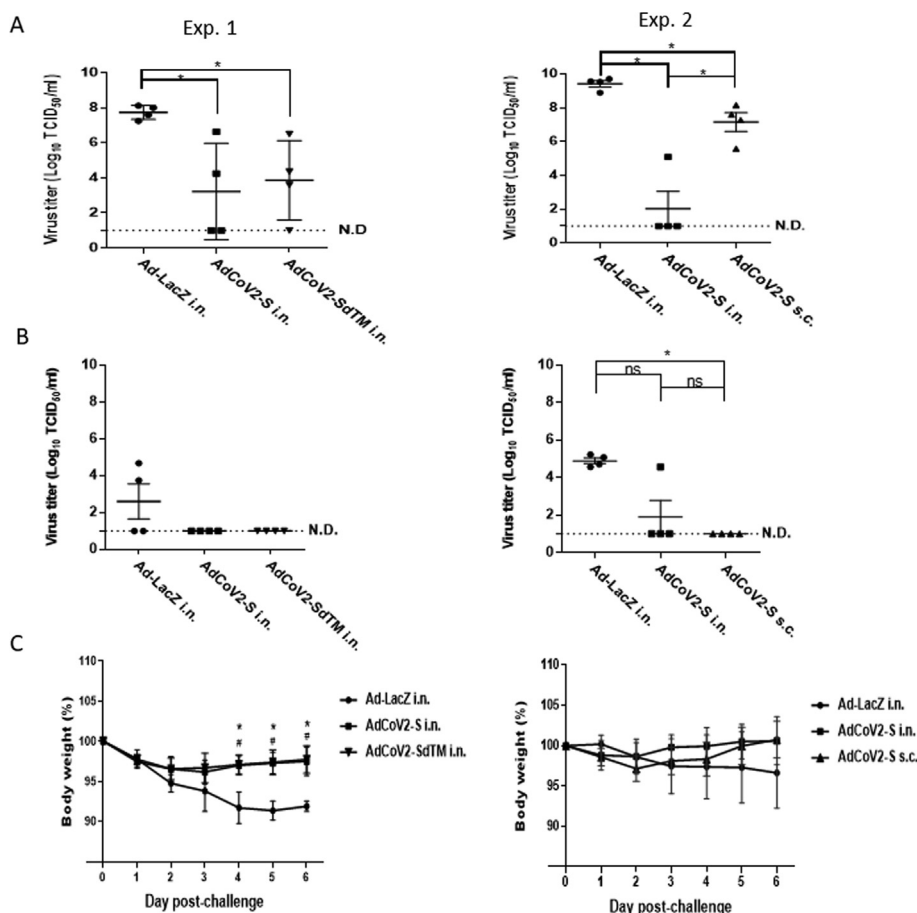 A
Exp. 1
Exp. 2
Virus titer (Log10 TCID50/ml)
10
8
6
4
2
0
*
*
N.D
Ad-LacZ i.n.
AdCoV2-S i.n.
AdCoV2-SdTM i.n.
Virus titer (Log10 TCID50/ml)
10
8
6
4
2
0
*
*
*
N.D.
Ad-LacZ i.n.
AdCoV2-S i.n.
AdCoV2-S s.c.
B
Virus titer (Log10 TCID50/ml)
10
8
6
4
2
0
N.D.
Ad-LacZ i.n.
AdCoV2-S i.n.
AdCoV2-SdTM i.n.
Virus titer (Log10 TCID50/ml)
10
8
6
4
2
0
*
ns
ns
N.D.
Ad-LacZ i.n.
AdCoV2-S i.n.
AdCoV2-S s.c.
C
Body weight (%)
110
105
100
95
90
* * *
# # #
0 1 2 3 4 5 6
Day post-challenge
Ad-LacZ i.n.
AdCoV2-S i.n.
AdCoV2-SdTM i.n.
Body weight (%)
110
105
100
95
90
0 1 2 3 4 5 6
Day post-challenge
Ad-LacZ i.n.
AdCoV2-S i.n.
AdCoV2-S s.c.